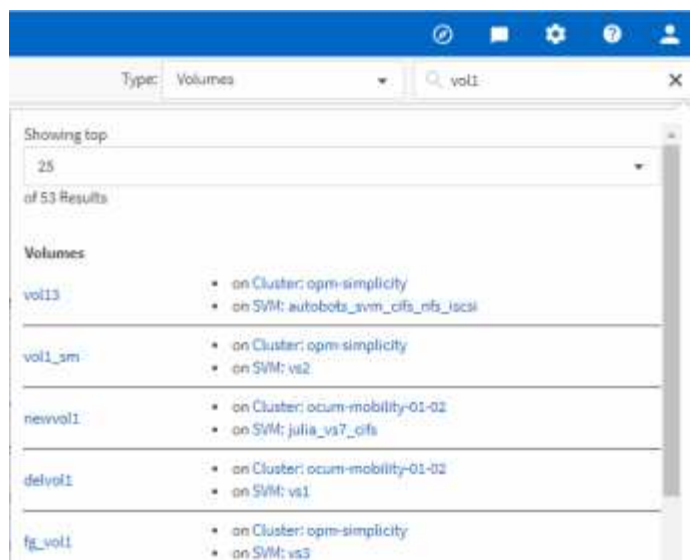 Type: Volumes vol1
Showing top
25
of 53 Results
Volumes
vol13
on Cluster: opm-simplicity
on SVM: autobots_svm_cifs_nfs_iscsi
vol1_sm
on Cluster: opm-simplicity
on SVM: vs2
newvol1
on Cluster: ocum-mobility-01-02
on SVM: julia_vs7_cifs
delvol1
on Cluster: ocum-mobility-01-02
on SVM: vs1
fg_vol1
on Cluster: opm-simplicity
on SVM: vs3